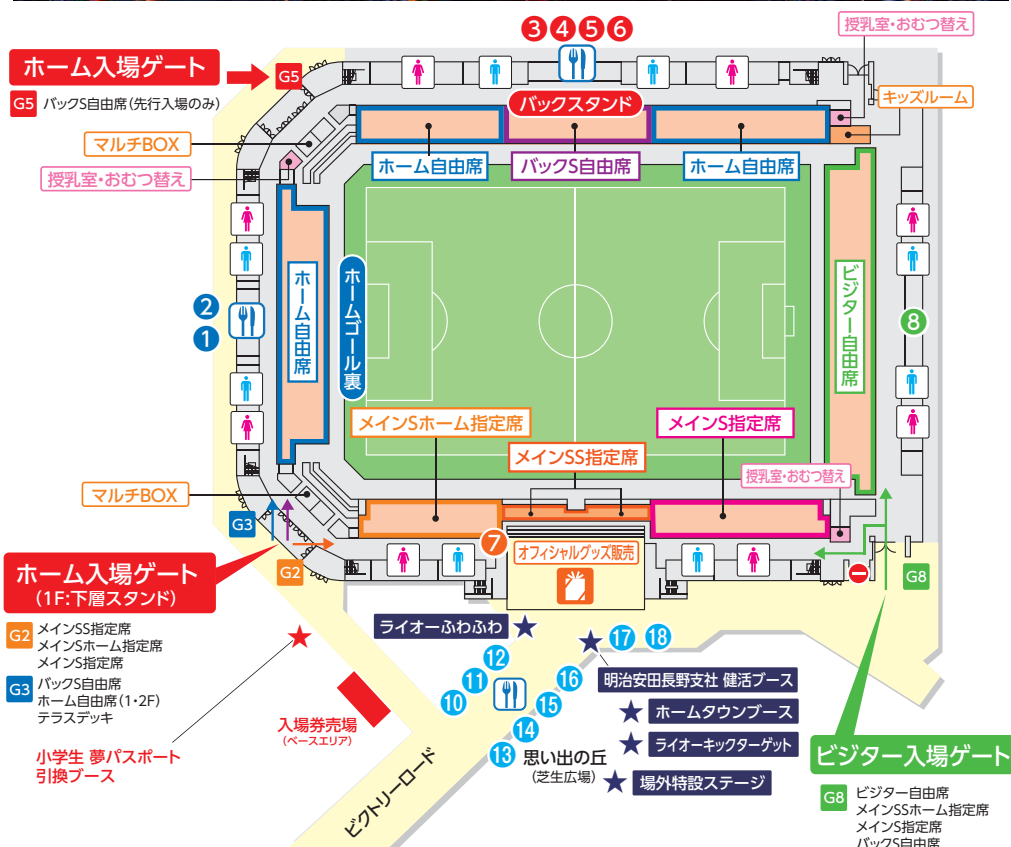 ❸❹❺❻
授乳室・おむつ替え
ホーム入場ゲート
G5
G5 バックS自由席(先行入場のみ)
バックスタンド
キッズルーム
マルチBOX
ホーム自由席
バックS自由席
ホーム自由席
授乳室・おむつ替え
ホーム自由席
ホームゴール裏
ビジター自由席
❷
❶
❽
メインSホーム指定席
メインS指定席
メインSS指定席
授乳室・おむつ替え
マルチBOX
G3
❼
オフィシャルグッズ販売
G2
G8
ホーム入場ゲート
(1F:下層スタンド)
G2 メインSS指定席
メインSホーム指定席
メインS指定席
G3 バックS自由席
ホーム自由席(1・2F)
テラスデッキ
ライオーふわふわ
⑰ ⑱
⑫
⑪
⑩
⑯
⑮
⑭
⑬
明治安田長野支社 健活ブース
ホームタウンブース
ライオーキックターゲット
場外特設ステージ
思い出の丘
(芝生広場)
入場券売場
(ベースエリア)
小学生 夢パスポート
引換ブース
ビクトリーロード
ビジター入場ゲート
G8 ビジター自由席
メインSSホーム指定席
メインS指定席
バックS自由席